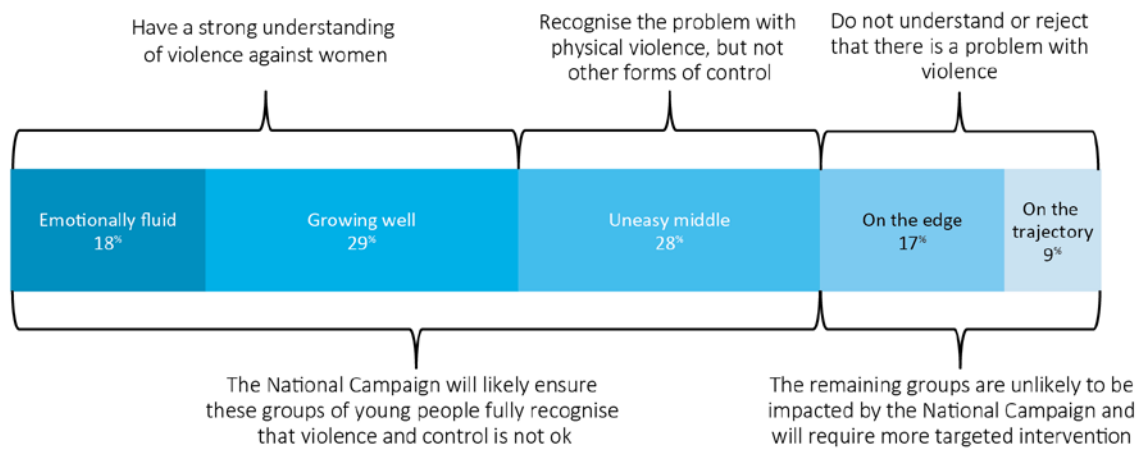 Have a strong understanding
of violence against women
Recognise the problem with
physical violence, but not
other forms of control
Do not understand or reject
that there is a problem with
violence
Emotionally fluid
18%
Growing well
29%
Uneasy middle
28%
On the edge
17%
On the
trajectory
9%
The National Campaign will likely ensure
these groups of young people fully recognise
that violence and control is not ok
The remaining groups are unlikely to be
impacted by the National Campaign and
will require more targeted intervention